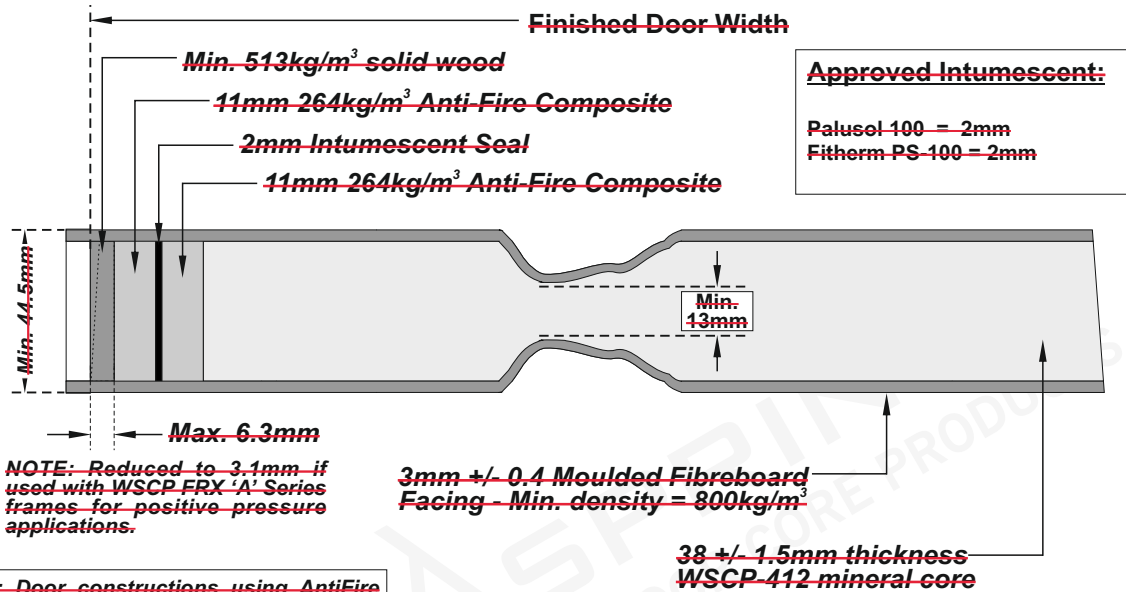 Finished Door Width
Min. 513kg/m³ solid wood
11mm 264kg/m³ Anti-Fire Composite
2mm Intumescent Seal
11mm 264kg/m³ Anti-Fire Composite
Approved Intumescent:
Palusol 100 = 2mm
Fitherm PS-100 = 2mm
Min. 44.5mm
Min.
13mm
Max. 6.3mm
NOTE: Reduced to 3.1mm if
used with WSCP FRX ‘A’ Series
frames for positive pressure
applications.
3mm +/- 0.4 Moulded Fibreboard
Facing - Min. density = 800kg/m³
38 +/- 1.5mm thickness
WSCP-412 mineral core
: Door constructions using AntiFire
SPRIN
CORE PRODUCTS